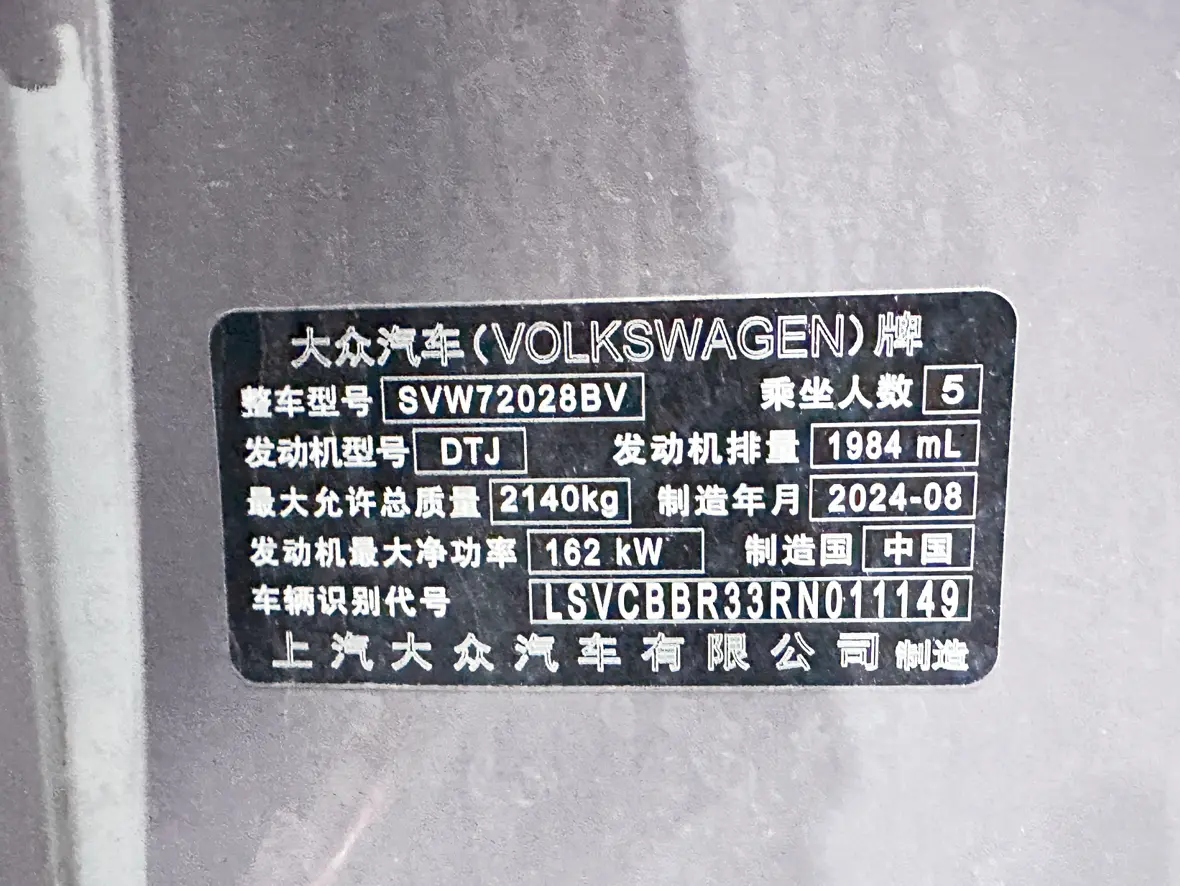 大众汽车(VOLKSWAGEN)牌
整车型号 SVW72028BV 乘坐人数 5
发动机型号 DTJ 发动机排量 1984 mL
最大允许总质量 2140kg 制造年月 2024-08
发动机最大净功率 162 kW 制造国 中国
车辆识别代号 LSVCBBR33RN011149
上汽大众汽车有限公司 制造